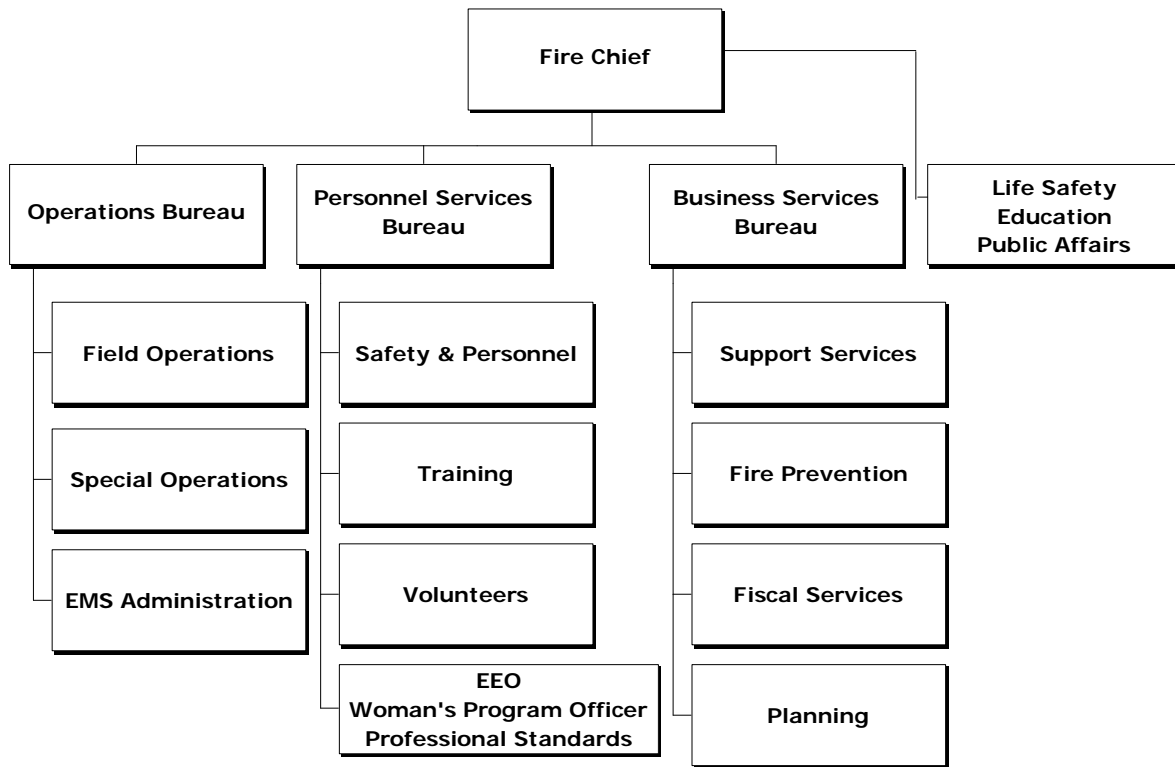 Fire Chief
Operations Bureau
Personnel Services
Bureau
Business Services
Bureau
Life Safety
Education
Public Affairs
Field Operations
Special Operations
EMS Administration
Safety & Personnel
Training
Volunteers
EEO
Woman's Program Officer
Professional Standards
Support Services
Fire Prevention
Fiscal Services
Planning